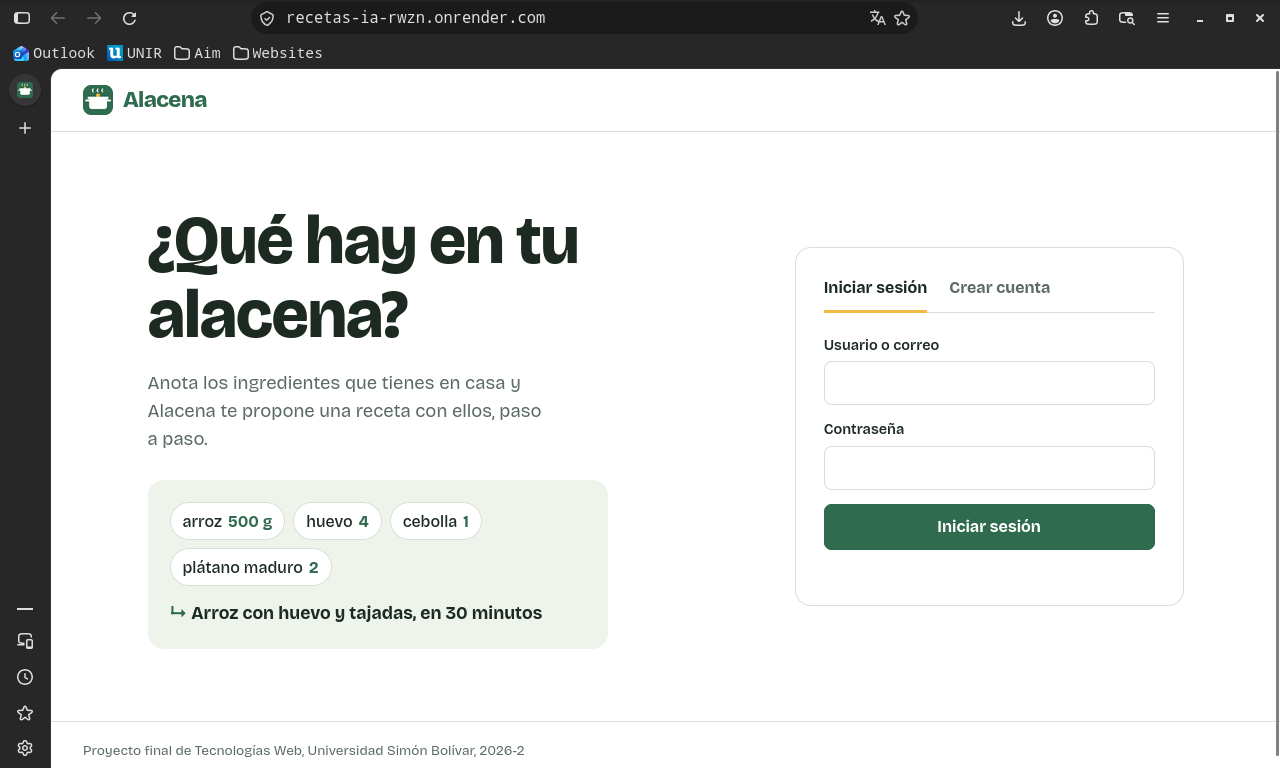 recetas-ia-rwzn.onrender.com
Outlook
UNIR
Aim
Websites
Alacena
¿Qué hay en tu
alacena?
Anota los ingredientes que tienes en casa y
Alacena te propone una receta con ellos, paso
a paso.
arroz 500 g
huevo 4
cebolla 1
plátano maduro 2
↳ Arroz con huevo y tajadas, en 30 minutos
Iniciar sesión
Crear cuenta
Usuario o correo
Contraseña
Iniciar sesión
Proyecto final de Tecnologías Web, Universidad Simón Bolívar, 2026-2